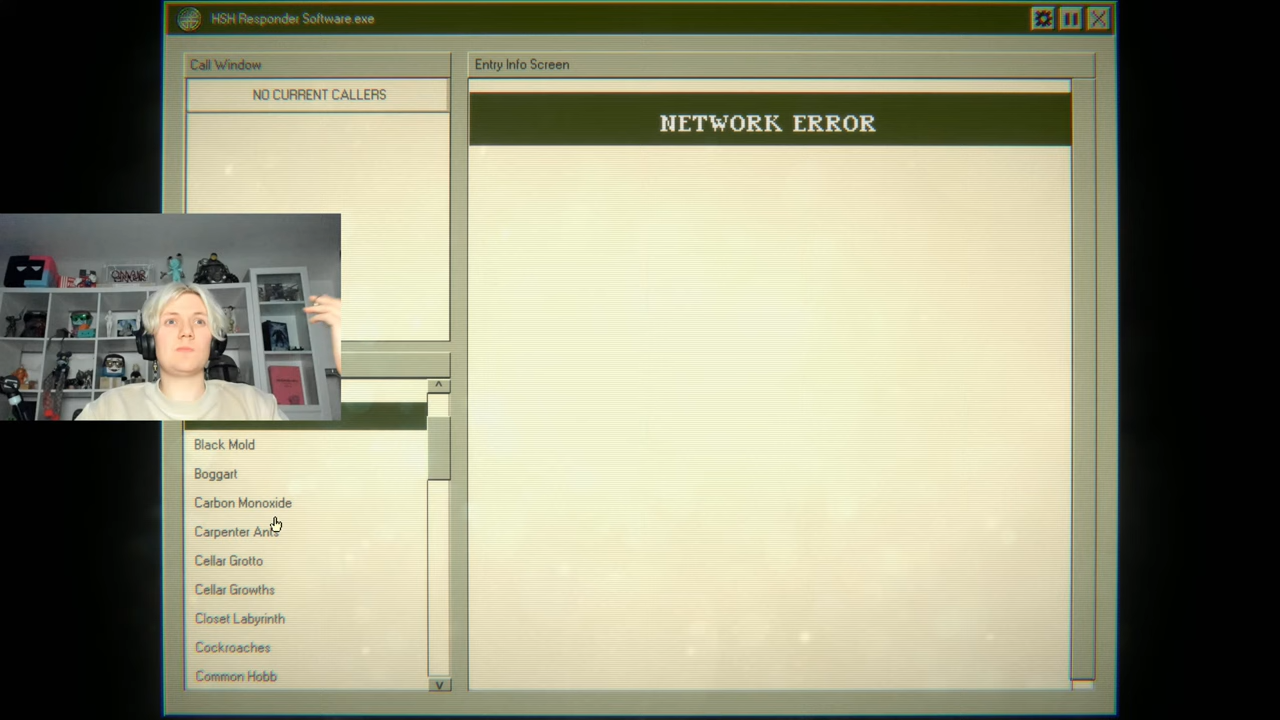 HSH Responder Software.exe
Call Window
NO CURRENT CALLERS
Entry Info Screen
NETWORK ERROR
Black Mold
Boggart
Carbon Monoxide
Carpenter Ants
Cellar Grotto
Cellar Growths
Closet Labyrinth
Cockroaches
Common Hobb